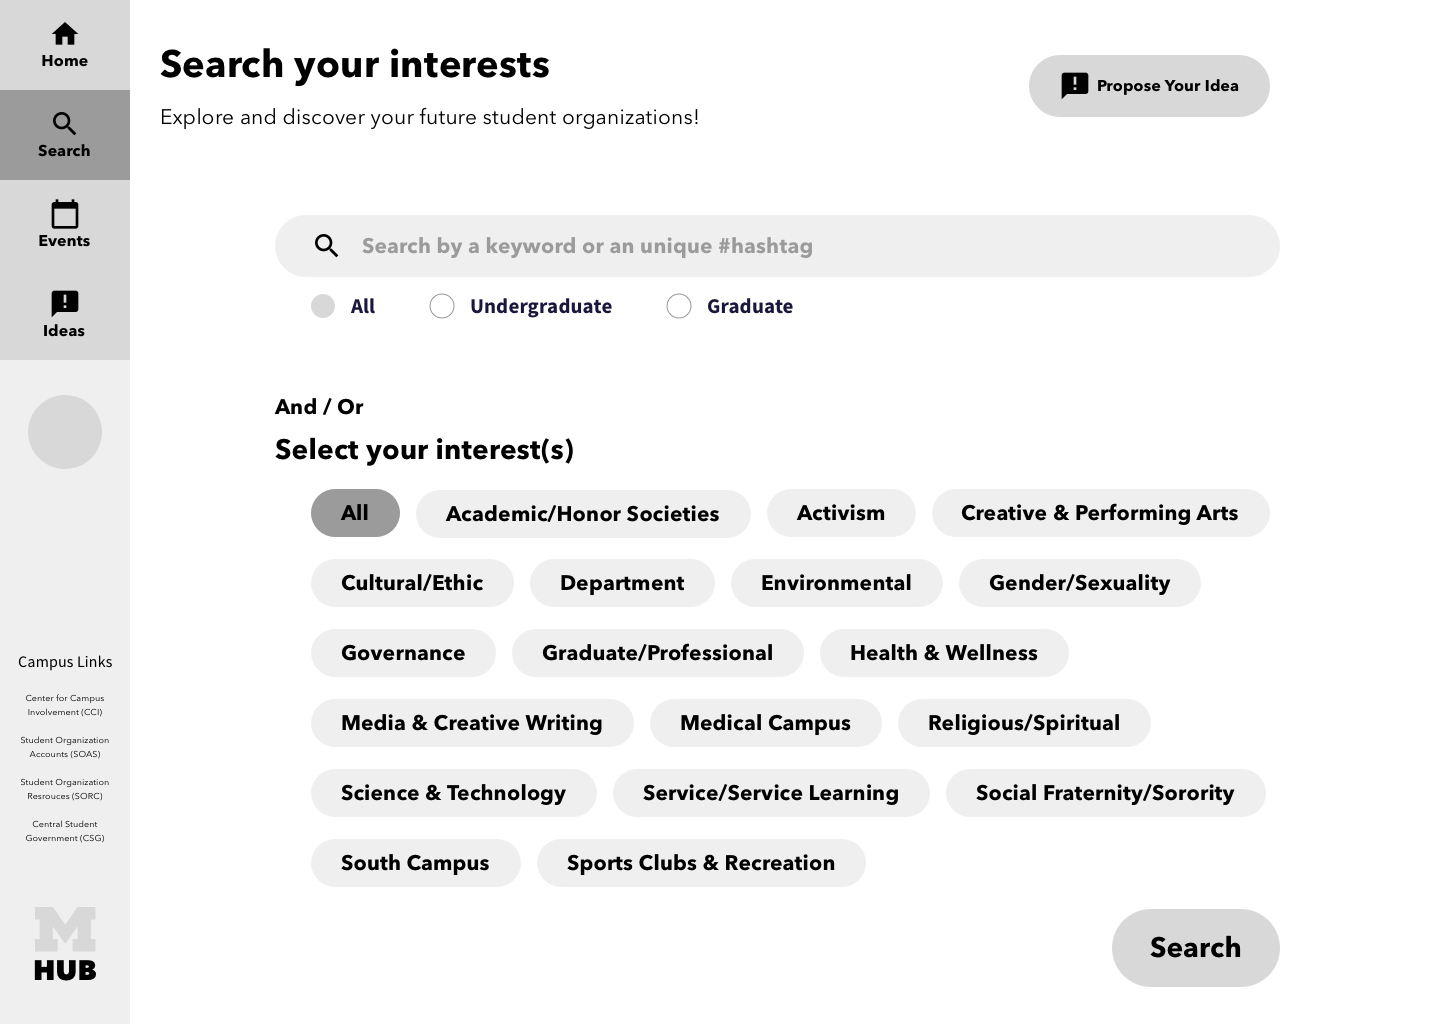 Home
Search
Events
Ideas
Campus Links
Center for Campus
Involvement (CCI)
Student Organization
Accounts (SOAS)
Student Organization
Resrouces (SORC)
Central Student
Government (CSG)
M
HUB
Search your interests
Explore and discover your future student organizations!
Propose Your Idea
Search by a keyword or an unique #hashtag
All Undergraduate Graduate
And / Or
Select your interest(s)
All Academic/Honor Societies Activism Creative & Performing Arts
Cultural/Ethic Department Environmental Gender/Sexuality
Governance Graduate/Professional Health & Wellness
Media & Creative Writing Medical Campus Religious/Spiritual
Science & Technology Service/Service Learning Social Fraternity/Sorority
South Campus Sports Clubs & Recreation
Search